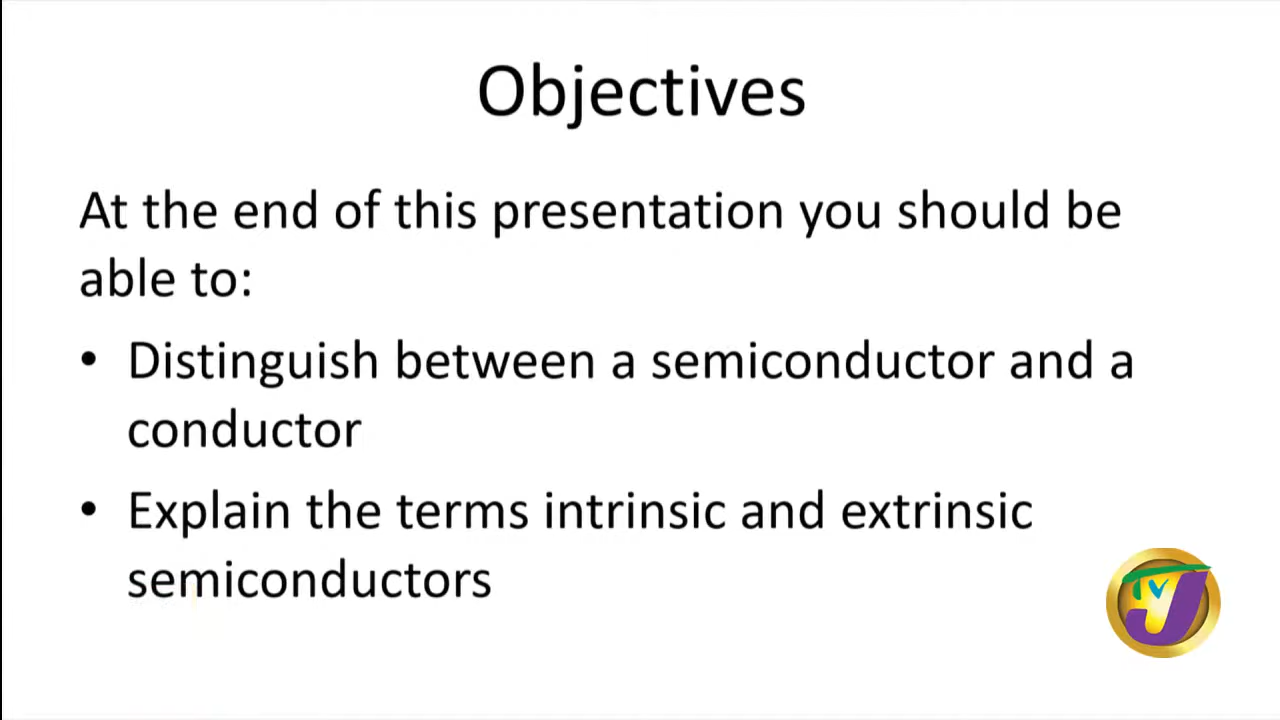 Objectives
At the end of this presentation you should be
able to:
• Distinguish between a semiconductor and a
conductor
• Explain the terms intrinsic and extrinsic
semiconductors
TVJ